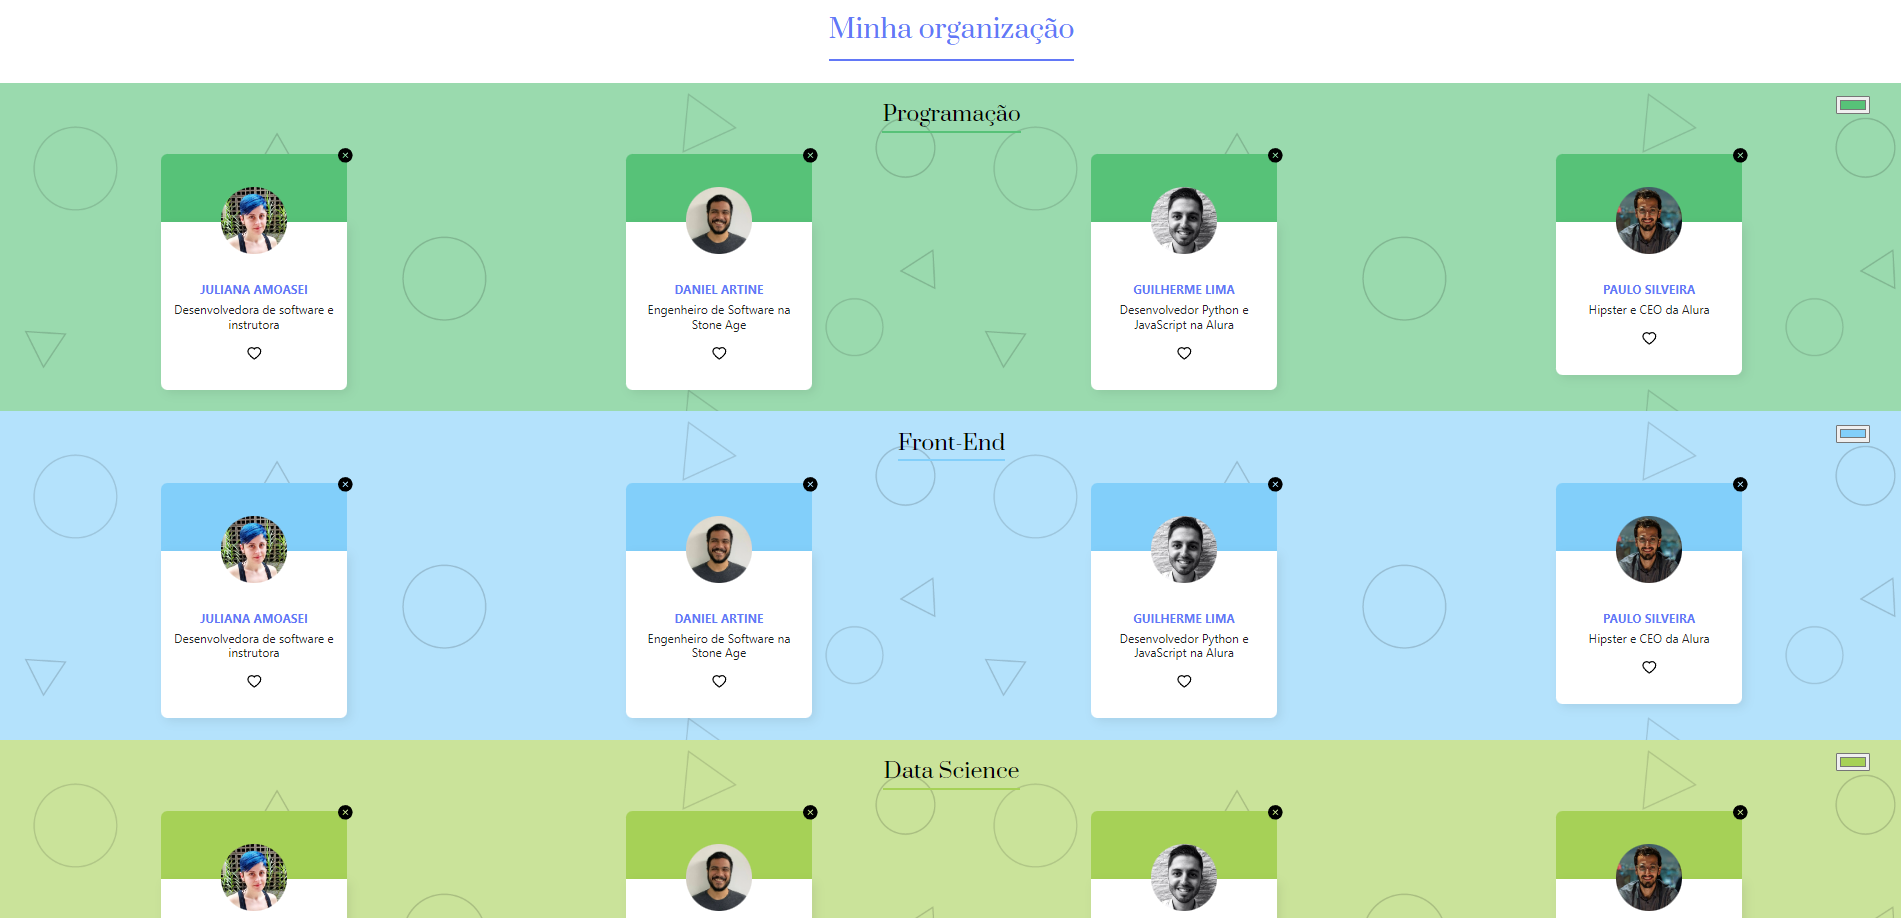 Minha organização
Programação
JULIANA AMOASEI
Desenvolvedora de software e
instrutora
DANIEL ARTINE
Engenheiro de Software na
Stone Age
GUILHERME LIMA
Desenvolvedor Python e
JavaScript na Alura
PAULO SILVEIRA
Hipster e CEO da Alura
Front-End
JULIANA AMOASEI
Desenvolvedora de software e
instrutora
DANIEL ARTINE
Engenheiro de Software na
Stone Age
GUILHERME LIMA
Desenvolvedor Python e
JavaScript na Alura
PAULO SILVEIRA
Hipster e CEO da Alura
Data Science